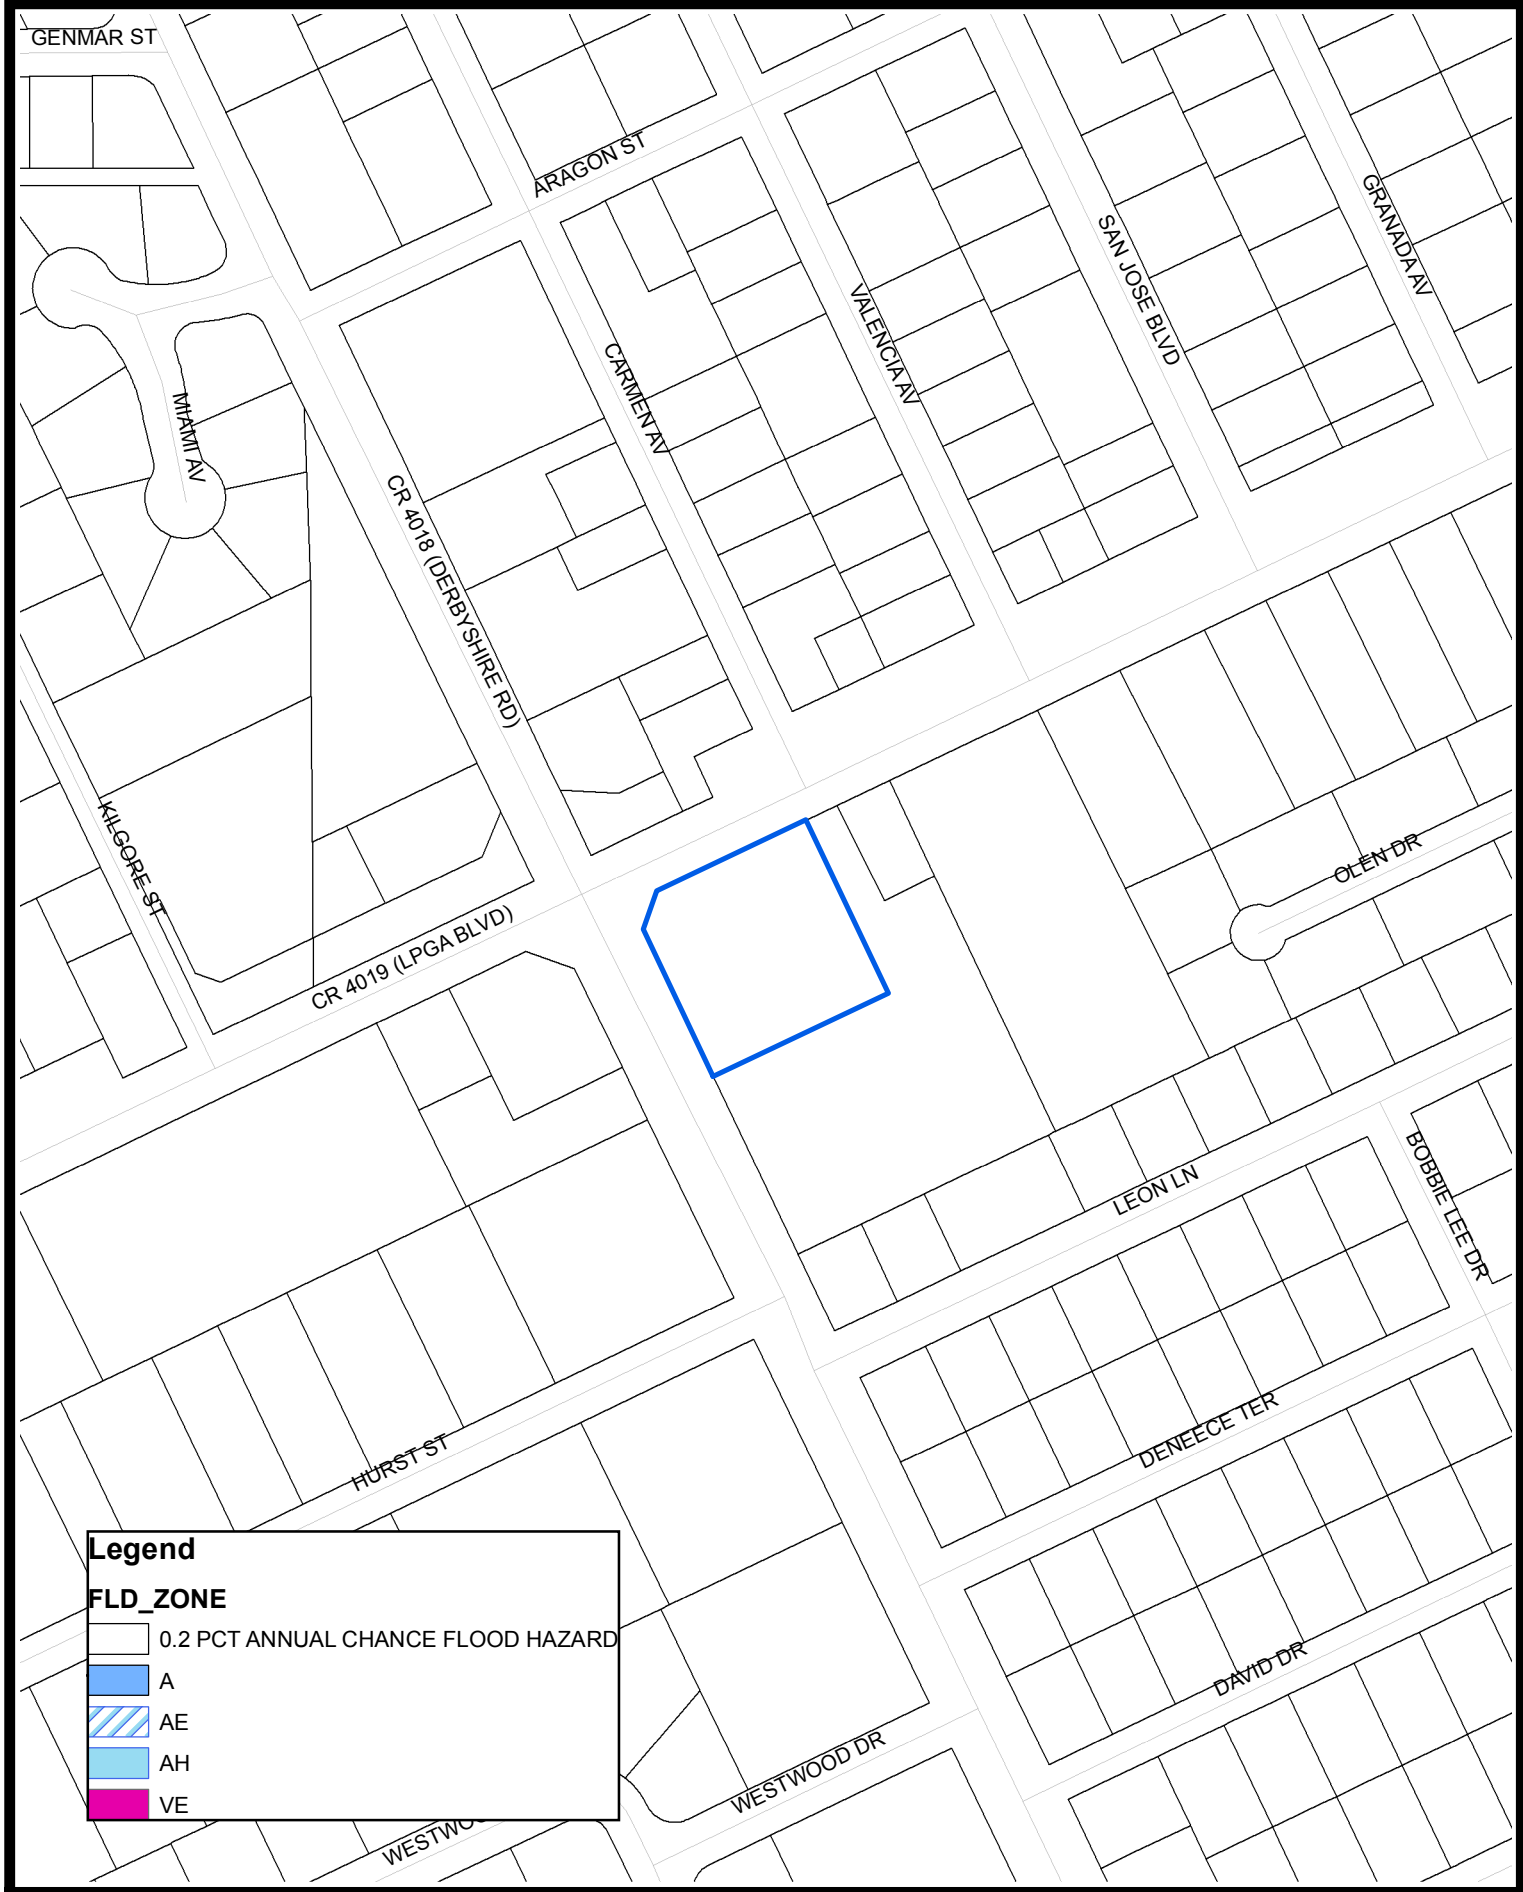 GENMAR ST
ARAGON ST
GRANADA AV
SAN JOSE BLVD
VALENCIA AV
CARMEN AV
MIAMI AV
CR 4018 (DERBYSHIRE RD)
KILGORE ST
OLEN DR
CR 4019 (LPGA BLVD)
LEON LN
BOBBIE LEE DR
DENEECE TER
HURST ST
DAVID DR
WESTWOOD DR
Legend
FLD_ZONE
0.2 PCT ANNUAL CHANCE FLOOD HAZARD
A
AE
AH
VE